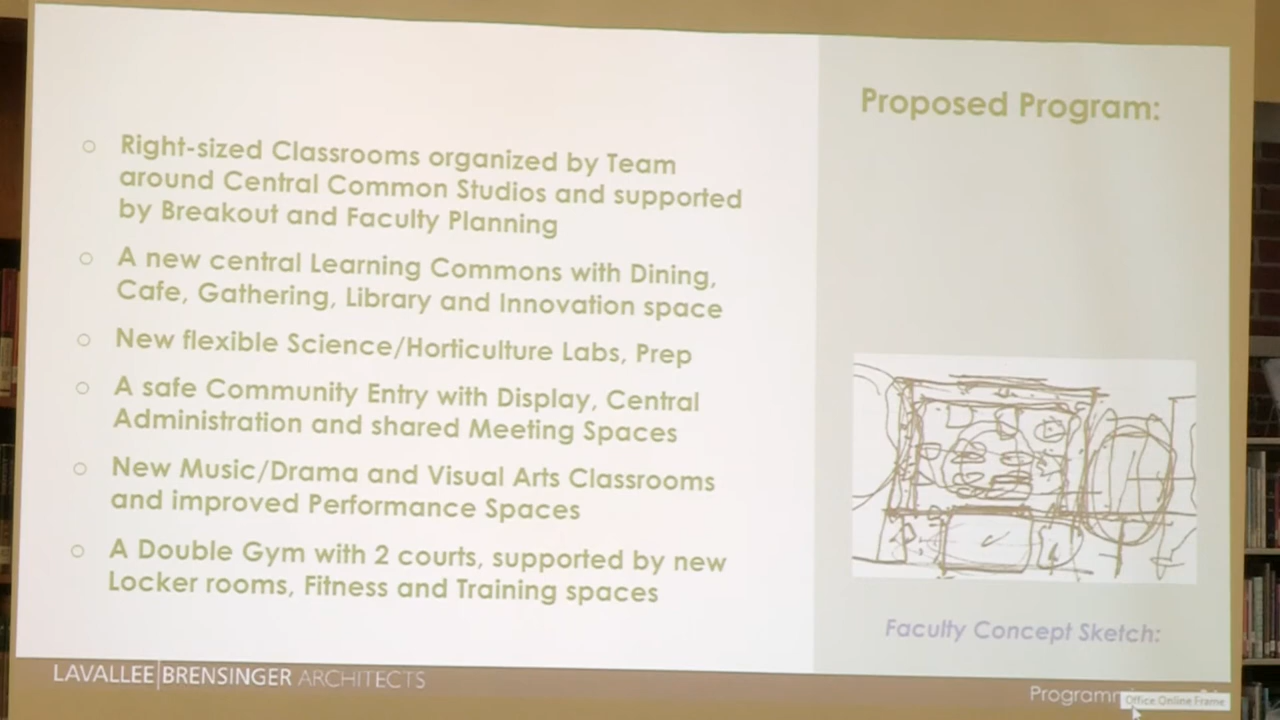 Proposed Program:
Right-sized Classrooms organized by Team
around Central Common Studios and supported
by Breakout and Faculty Planning
A new central Learning Commons with Dining,
Cafe, Gathering, Library and Innovation space
New flexible Science/Horticulture Labs, Prep
A safe Community Entry with Display, Central
Administration and shared Meeting Spaces
New Music/Drama and Visual Arts Classrooms
and improved Performance Spaces
A Double Gym with 2 courts, supported by new
Locker rooms, Fitness and Training spaces
Faculty Concept Sketch:
LAVALLEE|BRENSINGER ARCHITECTS
Office Online Frame